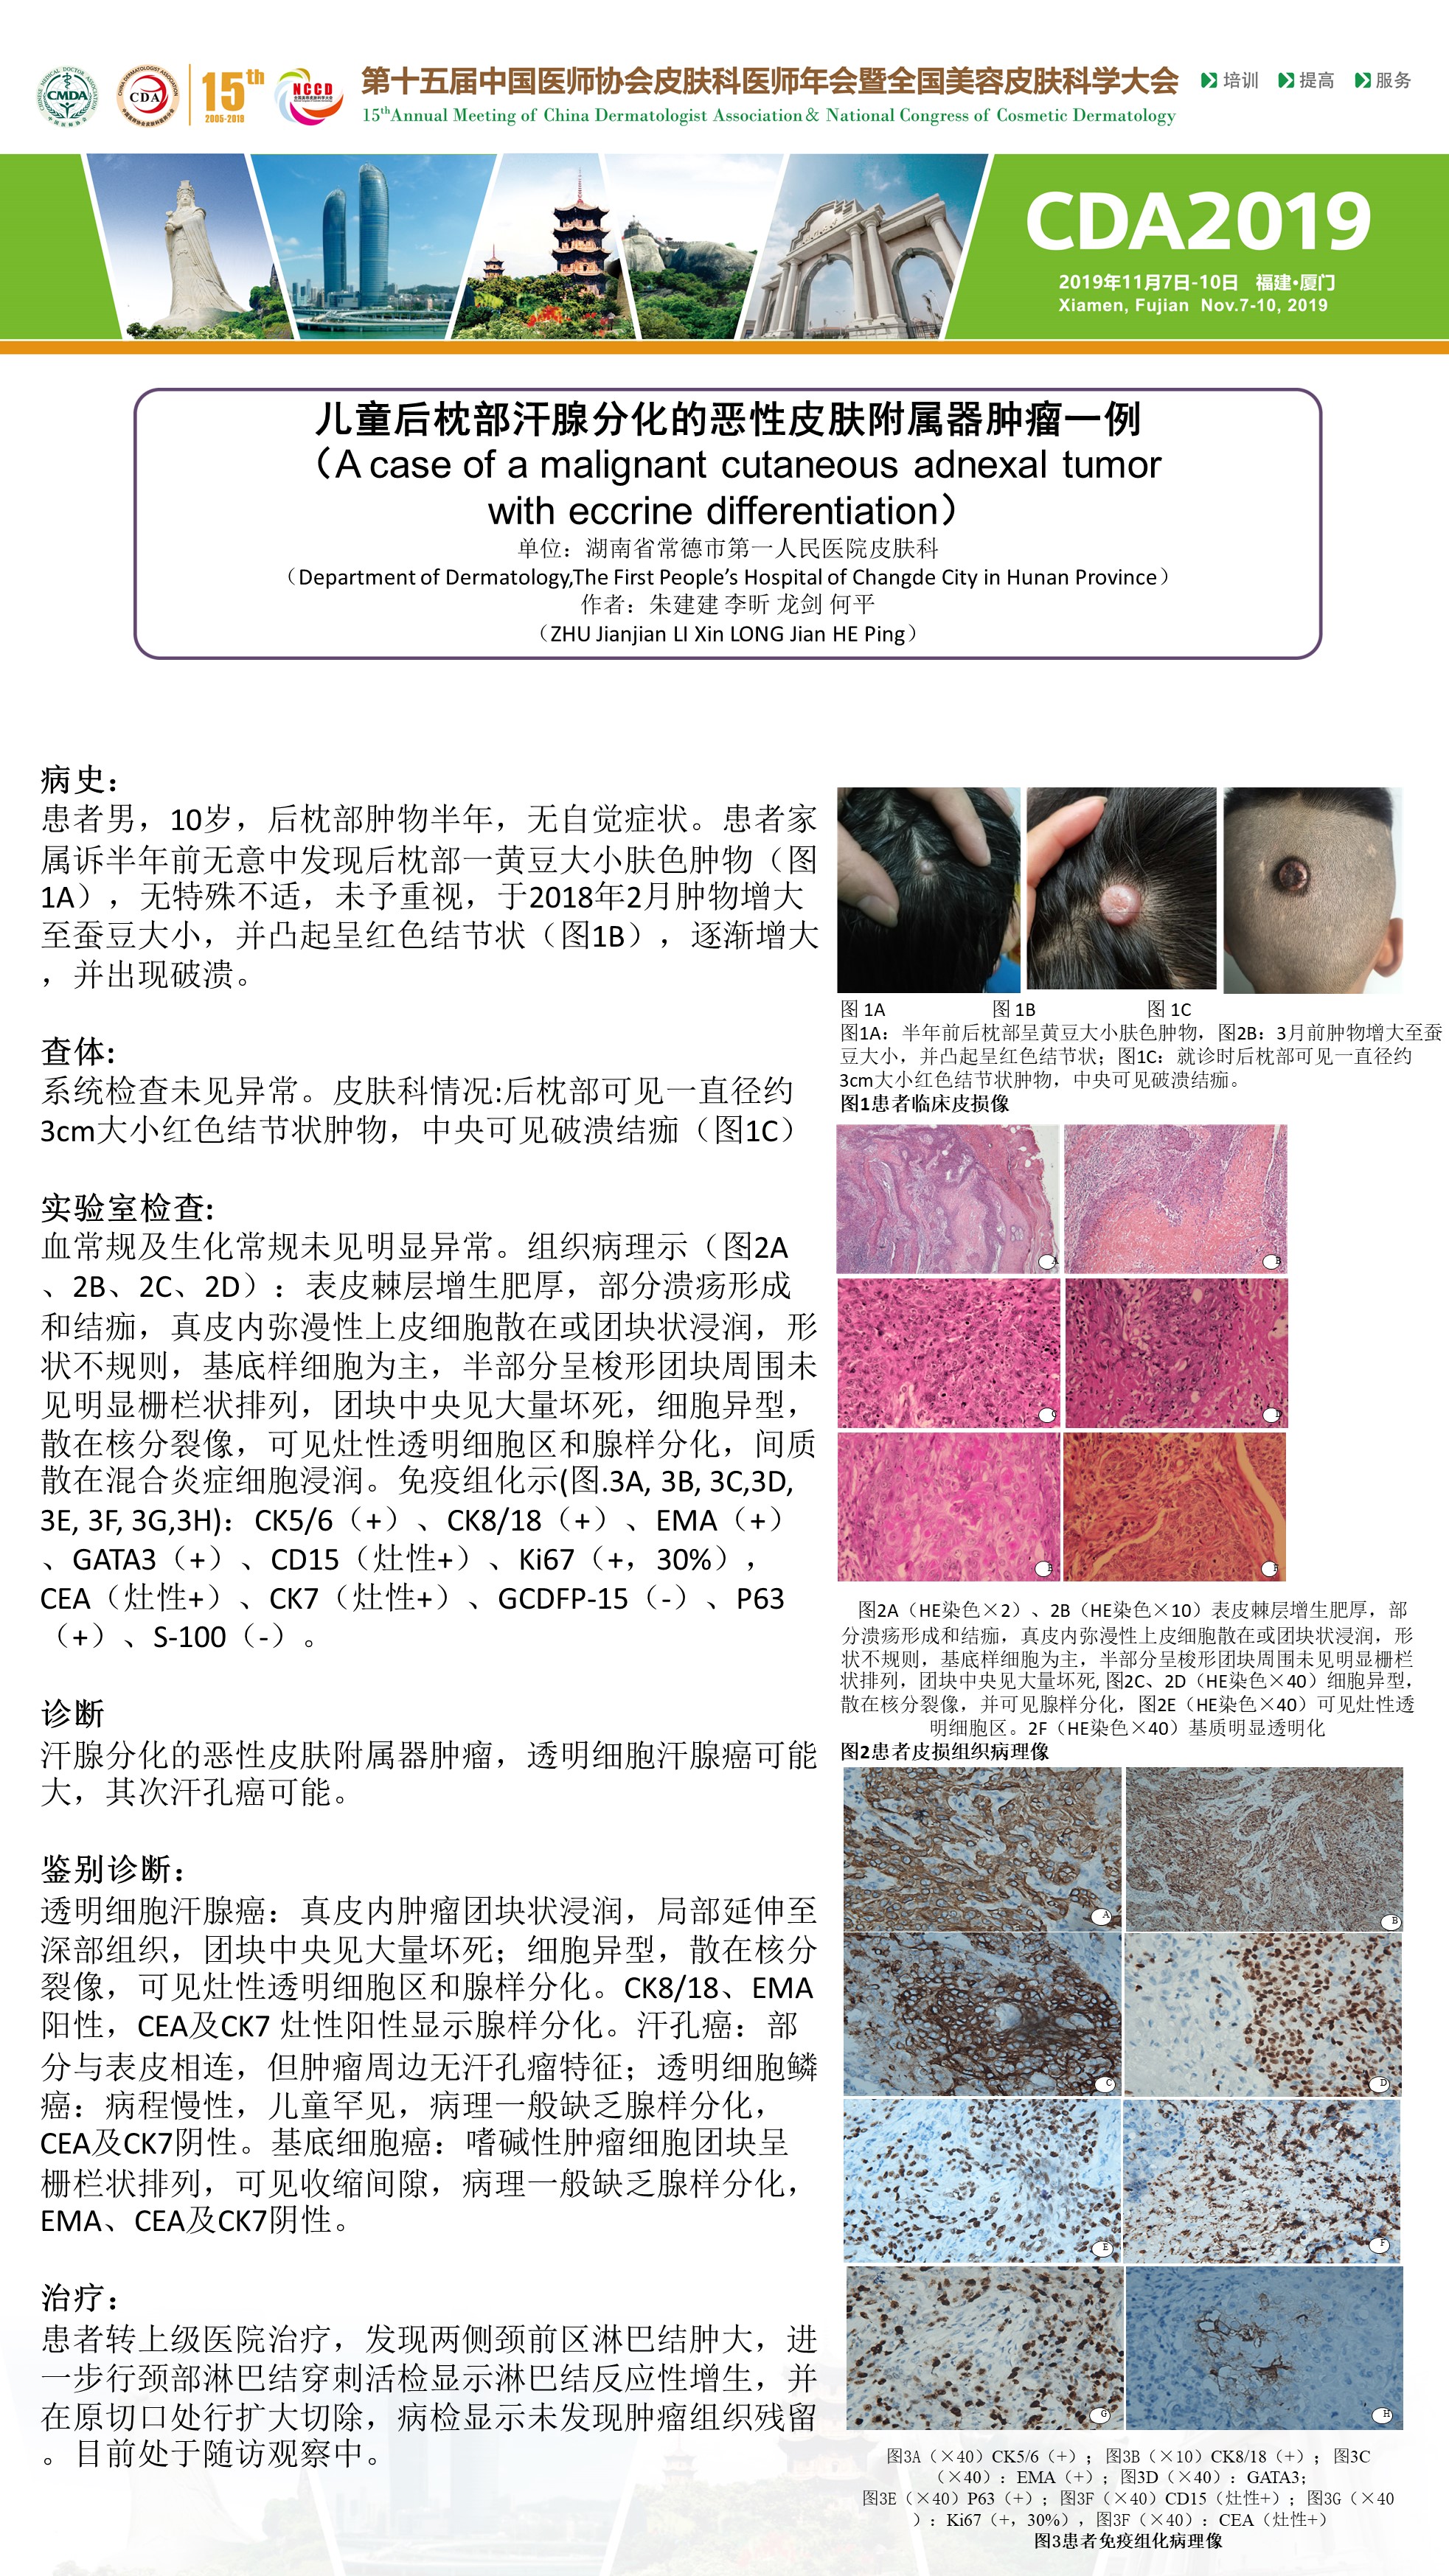 CMDA
CDA
15th
2005-2019
NCCD
第十五届中国医师协会皮肤科医师年会暨全国美容皮肤科学大会
15thAnnual Meeting of China Dermatologist Association& National Congress of Cosmetic Dermatology
培训 提高 服务
CDA2019
2019年11月7日-10日 福建·厦门
Xiamen, Fujian Nov.7-10, 2019
儿童后枕部汗腺分化的恶性皮肤附属器肿瘤一例
（A case of a malignant cutaneous adnexal tumor
with eccrine differentiation）
单位：湖南省常德市第一人民医院皮肤科
（Department of Dermatology,The First People’s Hospital of Changde City in Hunan Province）
作者：朱建建 李昕 龙剑 何平
（ZHU Jianjian LI Xin LONG Jian HE Ping）
病史：
患者男，10岁，后枕部肿物半年，无自觉症状。患者家
属诉半年前无意中发现后枕部一黄豆大小肤色肿物（图
1A），无特殊不适，未予重视，于2018年2月肿物增大
至蚕豆大小，并凸起呈红色结节状（图1B），逐渐增大
，并出现破溃。
查体:
系统检查未见异常。皮肤科情况:后枕部可见一直径约
3cm大小红色结节状肿物，中央可见破溃结痂（图1C）
实验室检查:
血常规及生化常规未见明显异常。组织病理示（图2A
、2B、2C、2D）：表皮棘层增生肥厚，部分溃疡形成
和结痂，真皮内弥漫性上皮细胞散在或团块状浸润，形
状不规则，基底样细胞为主，半部分呈梭形团块周围未
见明显栅栏状排列，团块中央见大量坏死，细胞异型，
散在核分裂像，可见灶性透明细胞区和腺样分化，间质
散在混合炎症细胞浸润。免疫组化示(图.3A, 3B, 3C,3D,
3E, 3F, 3G,3H)：CK5/6（+）、CK8/18（+）、EMA（+）
、GATA3（+）、CD15（灶性+）、Ki67（+，30%），
CEA（灶性+）、CK7（灶性+）、GCDFP-15（-）、P63
（+）、S-100（-）。
诊断
汗腺分化的恶性皮肤附属器肿瘤，透明细胞汗腺癌可能
大，其次汗孔癌可能。
鉴别诊断：
透明细胞汗腺癌：真皮内肿瘤团块状浸润，局部延伸至
深部组织，团块中央见大量坏死；细胞异型，散在核分
裂像，可见灶性透明细胞区和腺样分化。CK8/18、EMA
阳性，CEA及CK7 灶性阳性显示腺样分化。汗孔癌：部
分与表皮相连，但肿瘤周边无汗孔瘤特征；透明细胞鳞
癌：病程慢性，儿童罕见，病理一般缺乏腺样分化，
CEA及CK7阴性。基底细胞癌：嗜碱性肿瘤细胞团块呈
栅栏状排列，可见收缩间隙，病理一般缺乏腺样分化，
EMA、CEA及CK7阴性。
治疗：
患者转上级医院治疗，发现两侧颈前区淋巴结肿大，进
一步行颈部淋巴结穿刺活检显示淋巴结反应性增生，并
在原切口处行扩大切除，病检显示未发现肿瘤组织残留
。目前处于随访观察中。
图 1A 图 1B 图 1C
图1A：半年前后枕部呈黄豆大小肤色肿物，图2B：3月前肿物增大至蚕
豆大小，并凸起呈红色结节状；图1C：就诊时后枕部可见一直径约
3cm大小红色结节状肿物，中央可见破溃结痂。
图1患者临床皮损像
A
B
C
D
E
F
图2A（HE染色×2）、2B（HE染色×10）表皮棘层增生肥厚，部
分溃疡形成和结痂，真皮内弥漫性上皮细胞散在或团块状浸润，形
状不规则，基底样细胞为主，半部分呈梭形团块周围未见明显栅栏
状排列，团块中央见大量坏死, 图2C、2D（HE染色×40）细胞异型，
散在核分裂像，并可见腺样分化，图2E（HE染色×40）可见灶性透
明细胞区。2F（HE染色×40）基质明显透明化
图2患者皮损组织病理像
A
B
C
D
E
F
G
H
图3A（×40）CK5/6（+）；图3B（×10）CK8/18（+）；图3C
（×40）：EMA（+）；图3D（×40）：GATA3；
图3E（×40）P63（+）；图3F（×40）CD15（灶性+）；图3G（×40
）：Ki67（+，30%），图3F（×40）：CEA（灶性+）
图3患者免疫组化病理像